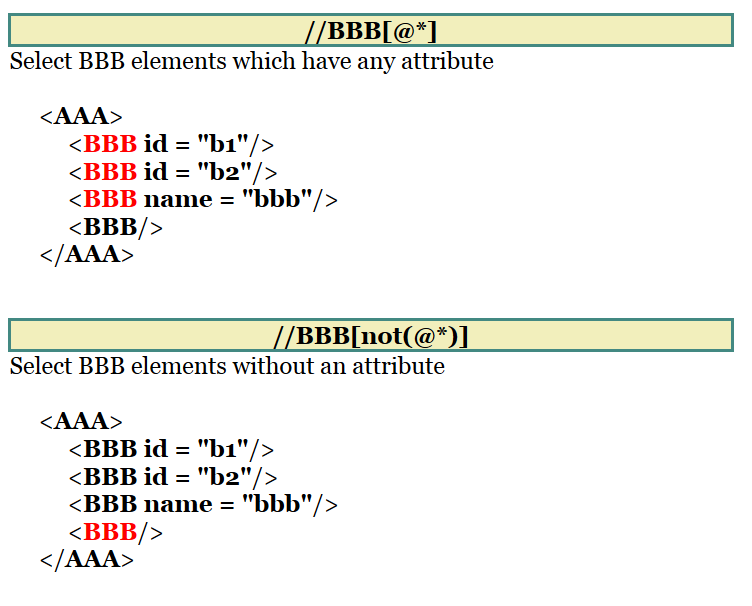 //BBB[@*]
Select BBB elements which have any attribute
<AAA>
<BBB id = "b1"/>
<BBB id = "b2"/>
<BBB name = "bbb"/>
<BBB/>
</AAA>
//BBB[not(@*)]
Select BBB elements without an attribute
<AAA>
<BBB id = "b1"/>
<BBB id = "b2"/>
<BBB name = "bbb"/>
<BBB/>
</AAA>